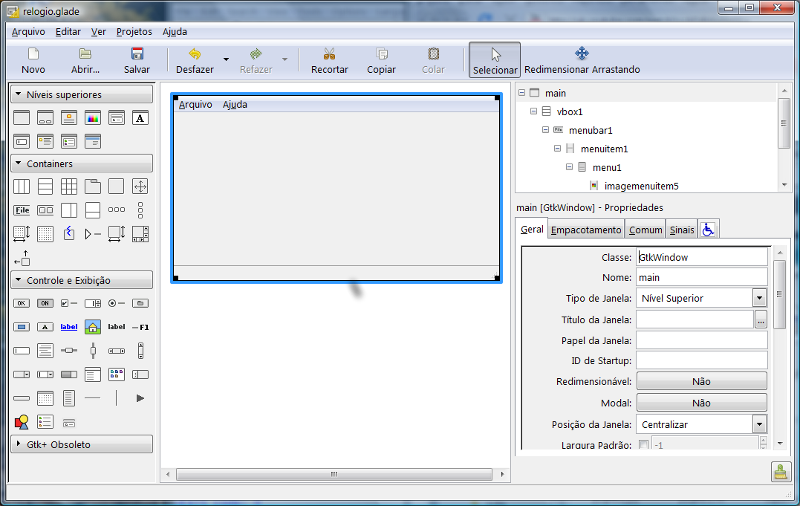 relogio.glade
Arquivo Editar Ver Projetos Ajuda
Novo Abrir... Salvar Desfazer Refazer Recortar Copiar Colar Selecionar Redimensionar Arrastando
Níveis superiores
A
Containers
File
Controle e Exibição
OK ON
A label label F1
Gtk+ Obsoleto
Arquivo Ajuda
main
vbox1
File menubar1
menuitem1
menu1
imagemenuitem5
main [GtkWindow] - Propriedades
Geral Empacotamento Comum Sinais
Classe: GtkWindow
Nome: main
Tipo de Janela: Nível Superior
Título da Janela: ...
Papel da Janela:
ID de Startup:
Redimensionável: Não
Modal: Não
Posição da Janela: Centralizar
Largura Padrão: -1